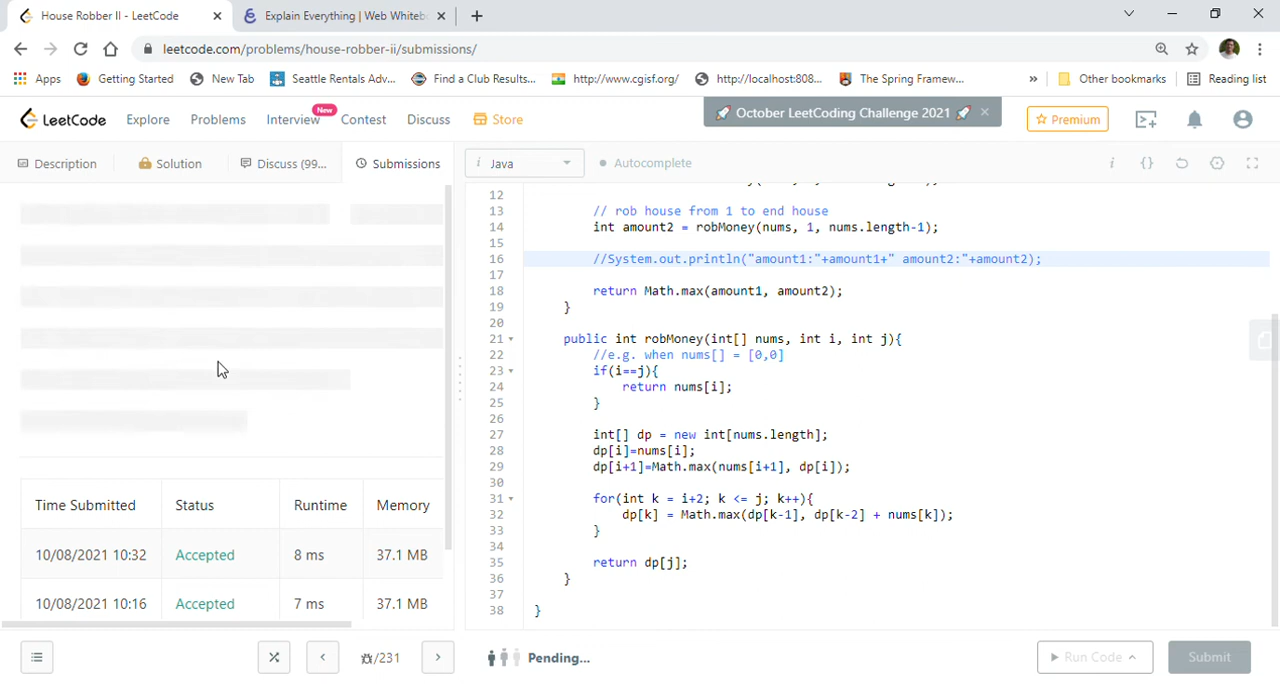 House Robber II - LeetCode
Explain Everything | Web Whitebo
leetcode.com/problems/house-robber-ii/submissions/
Apps Getting Started New Tab Seattle Rentals Adv... Find a Club Results... http://www.cgisf.org/ http://localhost:808... The Spring Framew... » Other bookmarks Reading list
LeetCode Explore Problems Interview New Contest Discuss Store October LeetCoding Challenge 2021 Premium
Description Solution Discuss (99... Submissions
i Java Autocomplete
12
13 // rob house from 1 to end house
14 int amount2 = robMoney(nums, 1, nums.length-1);
15
16 //System.out.println("amount1:"+amount1+" amount2:"+amount2);
17
18 return Math.max(amount1, amount2);
19 }
20
21 public int robMoney(int[] nums, int i, int j){
22 //e.g. when nums[] = [0,0]
23 if(i==j){
24 return nums[i];
25 }
26
27 int[] dp = new int[nums.length];
28 dp[i]=nums[i];
29 dp[i+1]=Math.max(nums[i+1], dp[i]);
30
31 for(int k = i+2; k <= j; k++){
32 dp[k] = Math.max(dp[k-1], dp[k-2] + nums[k]);
33 }
34
35 return dp[j];
36 }
37
38 }
Time Submitted Status Runtime Memory
10/08/2021 10:32 Accepted 8 ms 37.1 MB
10/08/2021 10:16 Accepted 7 ms 37.1 MB
/231
Pending...
Run Code
Submit